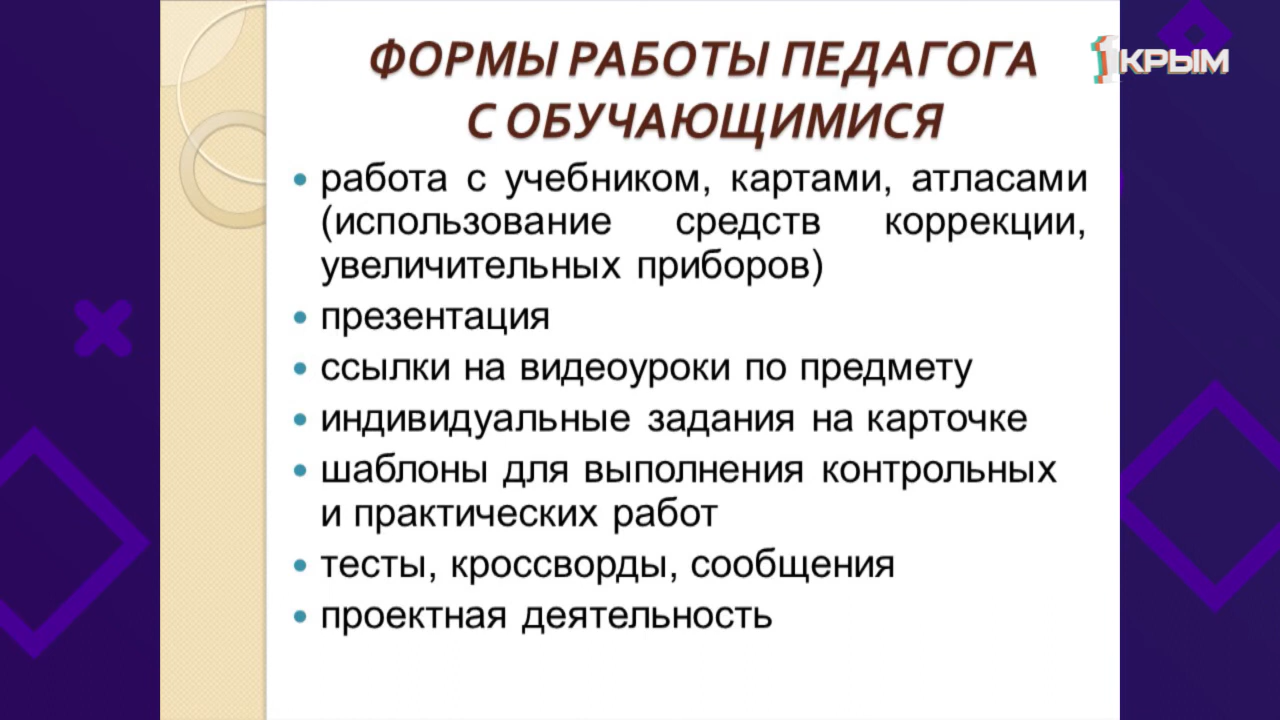 ФОРМЫ РАБОТЫ ПЕДАГОГА
С ОБУЧАЮЩИМИСЯ
1КРЫМ
• работа с учебником, картами, атласами
(использование средств коррекции,
увеличительных приборов)
• презентация
• ссылки на видеоуроки по предмету
• индивидуальные задания на карточке
• шаблоны для выполнения контрольных
и практических работ
• тесты, кроссворды, сообщения
• проектная деятельность